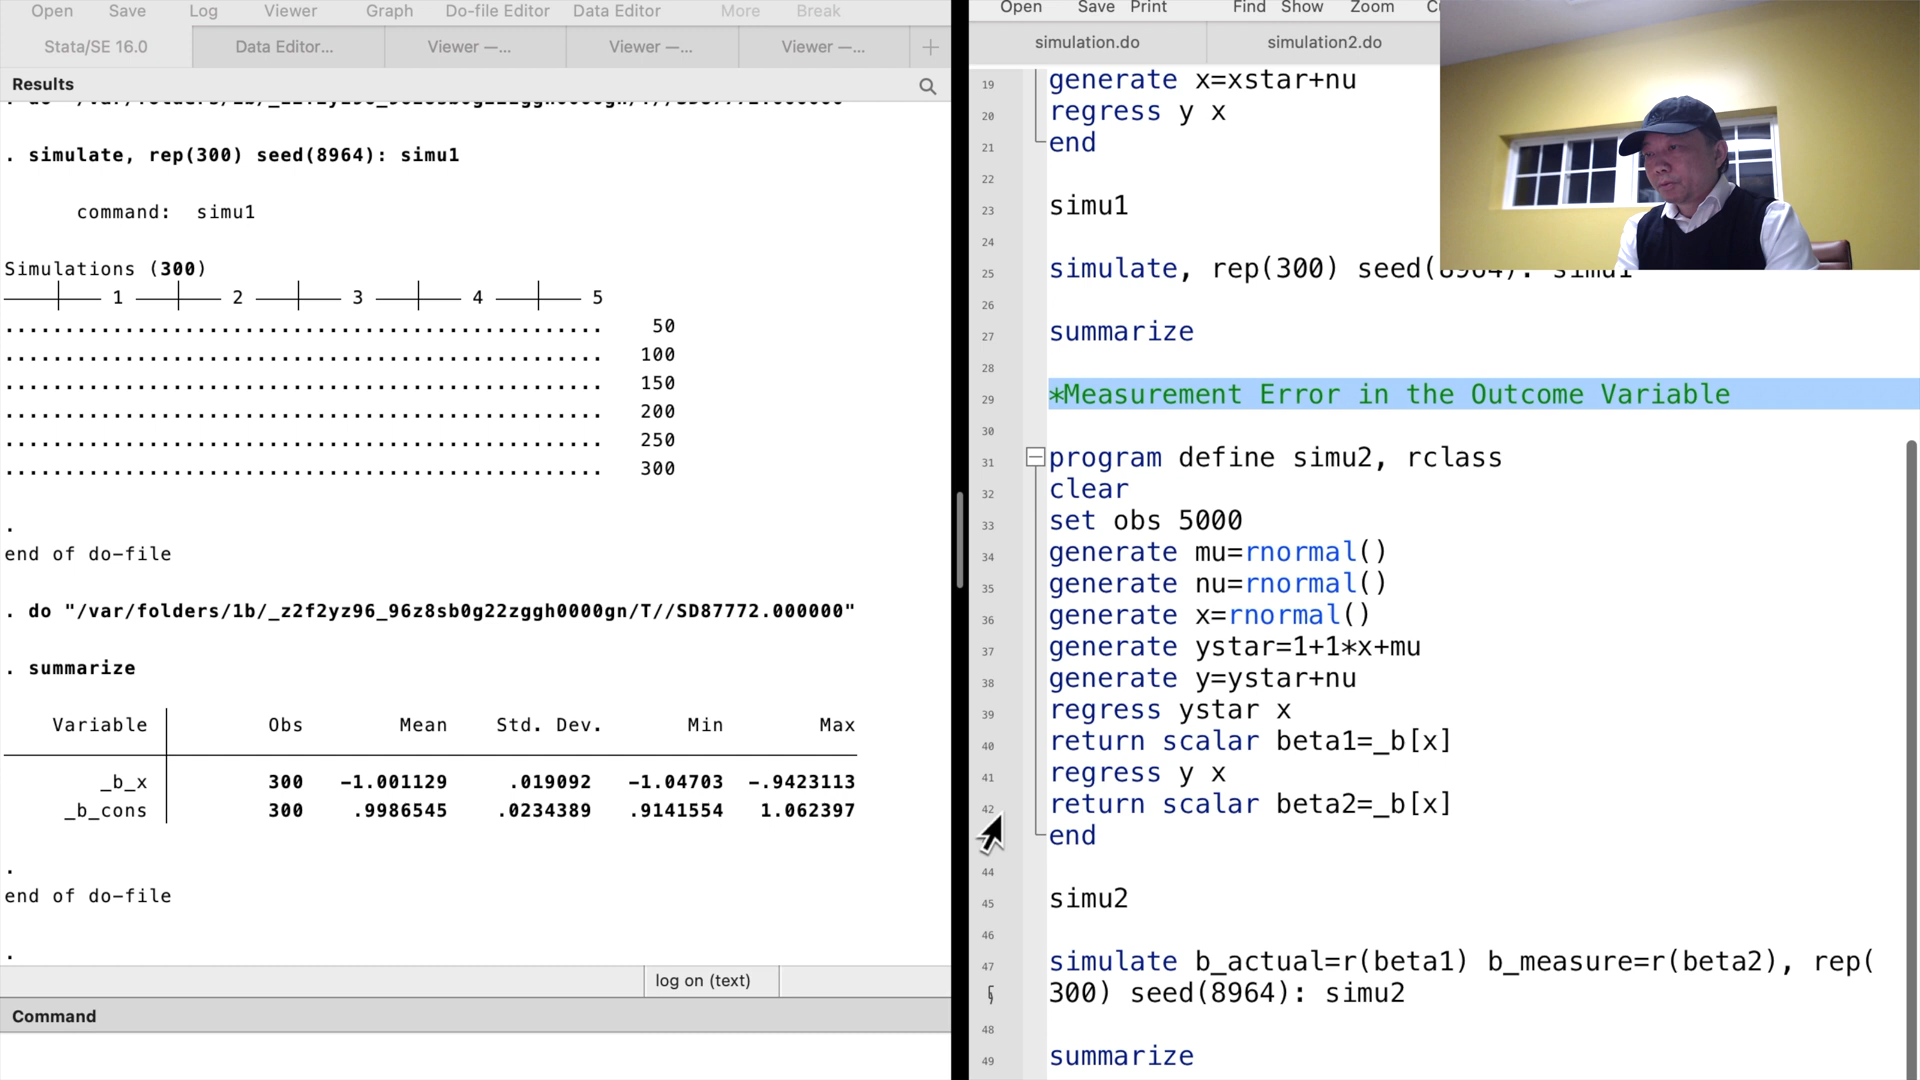 Open Save Log Viewer Graph Do-file Editor Data Editor More Break
Stata/SE 16.0 Data Editor... Viewer —... Viewer —... Viewer —... +
Results
. do "/var/folders/1b/_z2f2yz96_96z8sb0g22zggh0000gn/T//SD87772.000000"
. simulate, rep(300) seed(8964): simu1
command: simu1
Simulations (300)
1 2 3 4 5
.................................................. 50
.................................................. 100
.................................................. 150
.................................................. 200
.................................................. 250
.................................................. 300
.
end of do-file
. do "/var/folders/1b/_z2f2yz96_96z8sb0g22zggh0000gn/T//SD87772.000000"
. summarize
Variable Obs Mean Std. Dev. Min Max
_b_x 300 -1.001129 .019092 -1.04703 -.9423113
_b_cons 300 .9986545 .0234389 .9141554 1.062397
.
end of do-file
.
log on (text)
Command
Open Save Print Find Show Zoom
simulation.do simulation2.do
19 generate x=xstar+nu
20 regress y x
21 end
22
23 simu1
24
25 simulate, rep(300) seed(8964): simu1
26
27 summarize
28
29 *Measurement Error in the Outcome Variable
30
31 program define simu2, rclass
32 clear
33 set obs 5000
34 generate mu=rnormal()
35 generate nu=rnormal()
36 generate x=rnormal()
37 generate ystar=1+1*x+mu
38 generate y=ystar+nu
39 regress ystar x
40 return scalar beta1=_b[x]
41 regress y x
42 return scalar beta2=_b[x]
end
44
45 simu2
46
47 simulate b_actual=r(beta1) b_measure=r(beta2), rep(
300) seed(8964): simu2
48
49 summarize